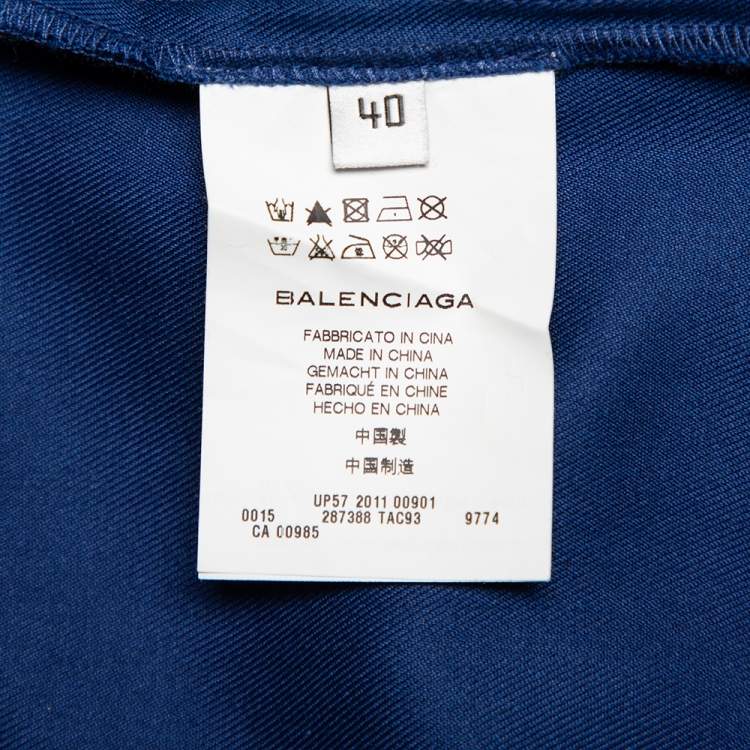 40
BALENCIAGA
FABBRICATO IN CINA
MADE IN CHINA
GEMACHT IN CHINA
FABRIQUÉ EN CHINE
HECHO EN CHINA
中国製
中国制造
UP57 2011 00901
0015 287388 TAC93 9774
CA 00985